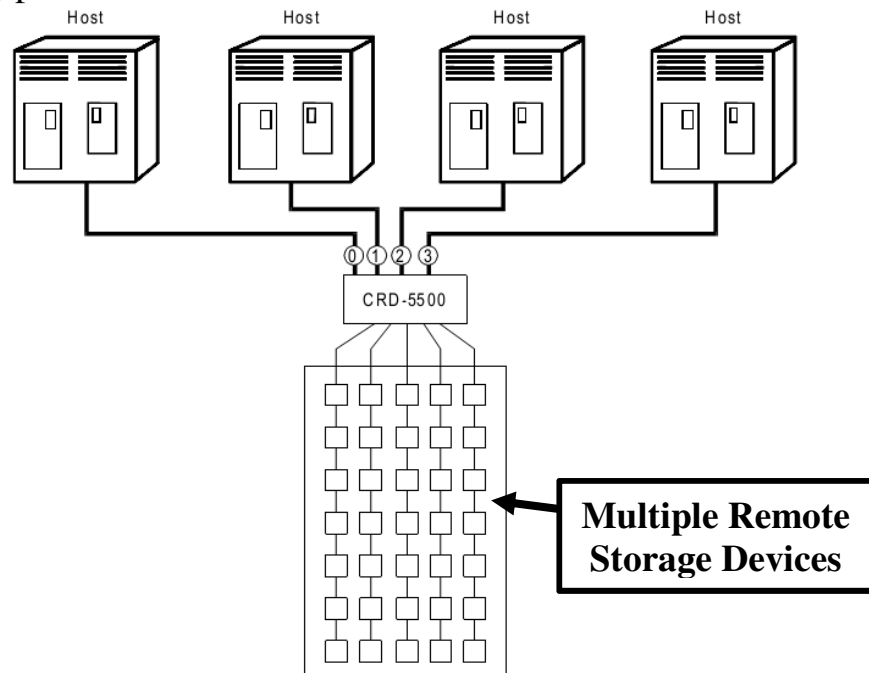 Host Host Host Host
0 1 2 3
CRD-5500
Multiple Remote
Storage Devices